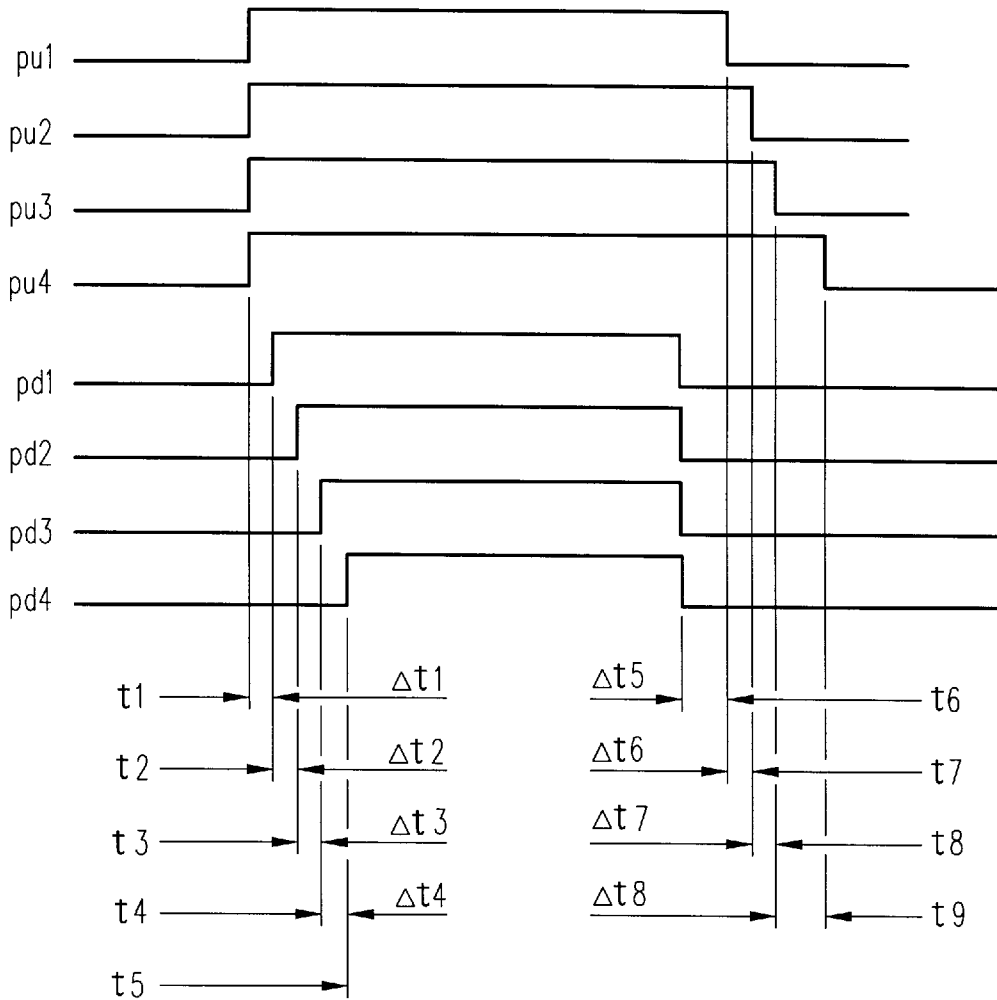 pu1
pu2
pu3
pu4
pd1
pd2
pd3
pd4
t1 Δt1 Δt5 t6
t2 Δt2 Δt6 t7
t3 Δt3 Δt7 t8
t4 Δt4 Δt8 t9
t5